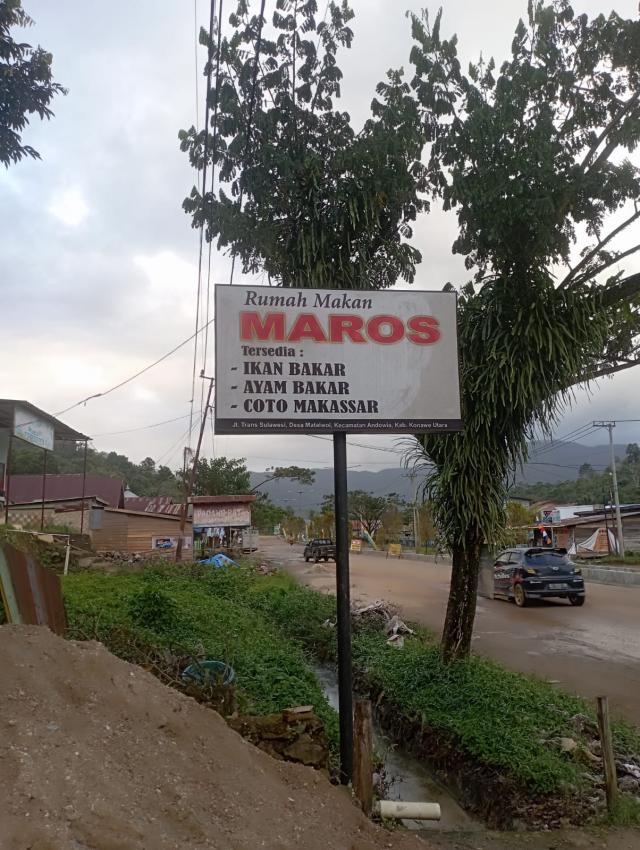 Rumah Makan
MAROS
Tersedia :
- IKAN BAKAR
- AYAM BAKAR
- COTO MAKASSAR
Jl. Trans Sulawesi, Desa Matalwoi, Kecamatan Andowia, Kab. Konawe Utara